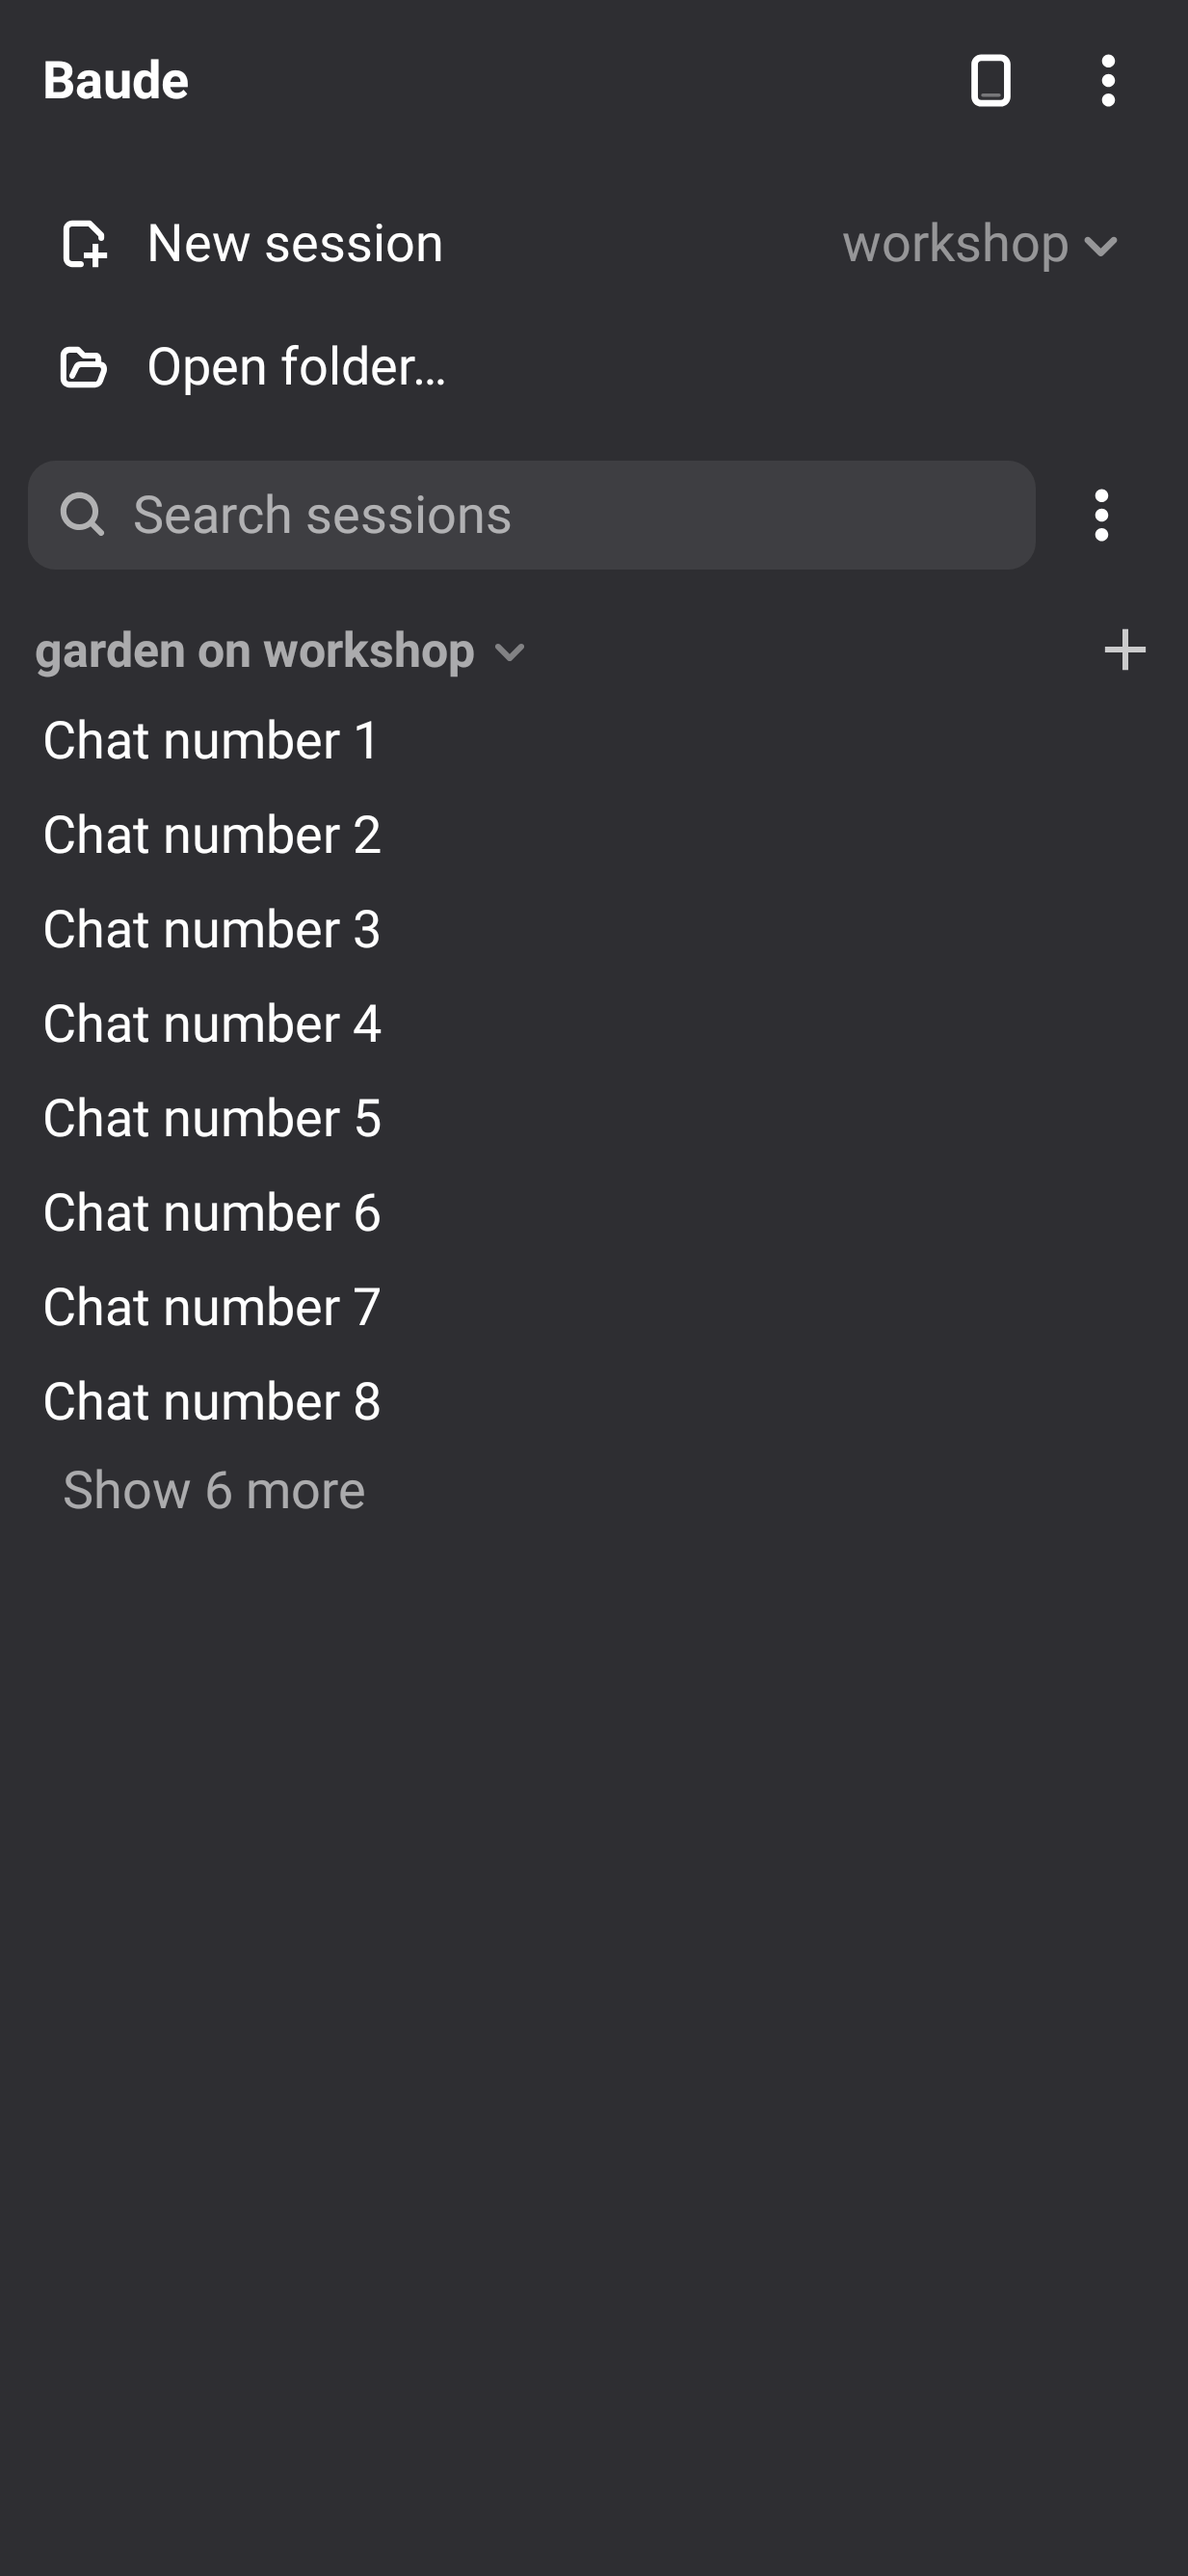 Baude
New session workshop
Open folder...
Search sessions
garden on workshop
Chat number 1
Chat number 2
Chat number 3
Chat number 4
Chat number 5
Chat number 6
Chat number 7
Chat number 8
Show 6 more